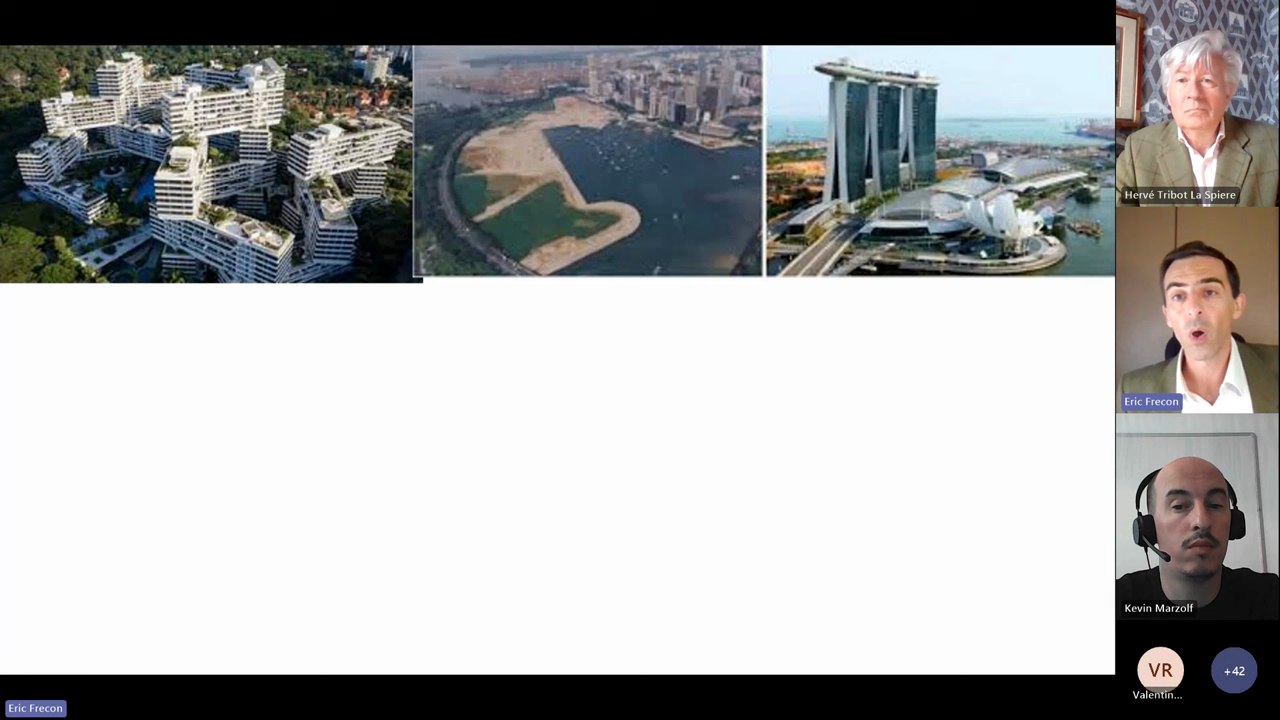 Hervé Tribot La Spiere
Eric Frecon
Kevin Marzolf
VR
+42
Valentin...
Eric Frecon